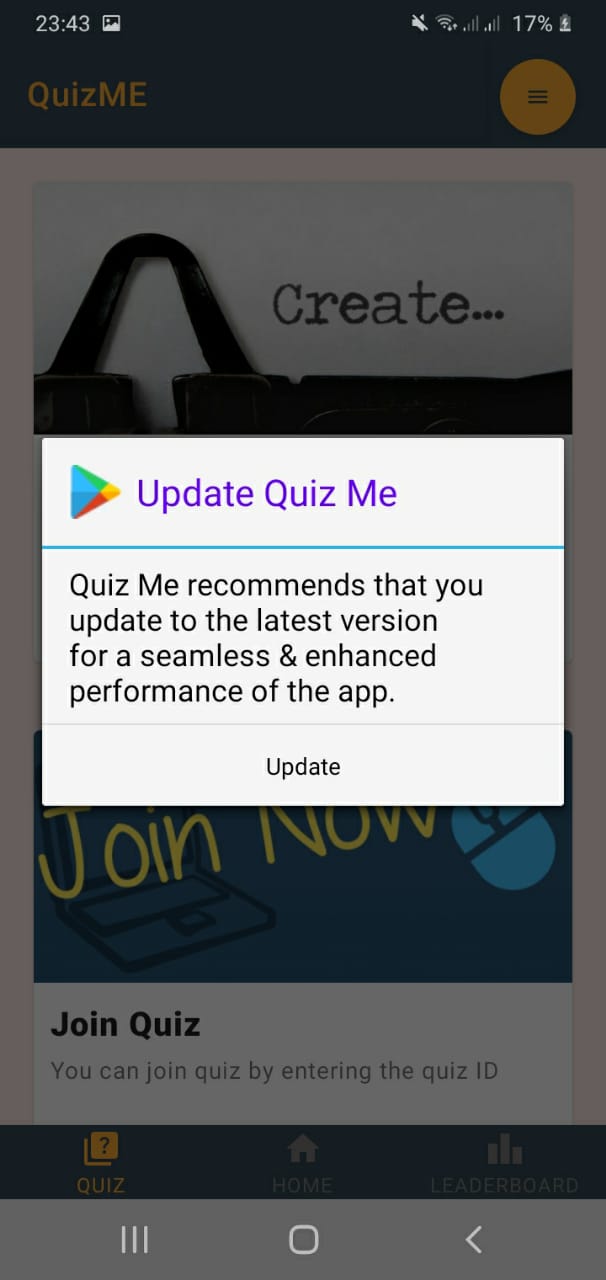 23:43 17%
QuizME
Create...
Update Quiz Me
Quiz Me recommends that you
update to the latest version
for a seamless & enhanced
performance of the app.
Update
Join Now
Join Quiz
You can join quiz by entering the quiz ID
QUIZ HOME LEADERBOARD